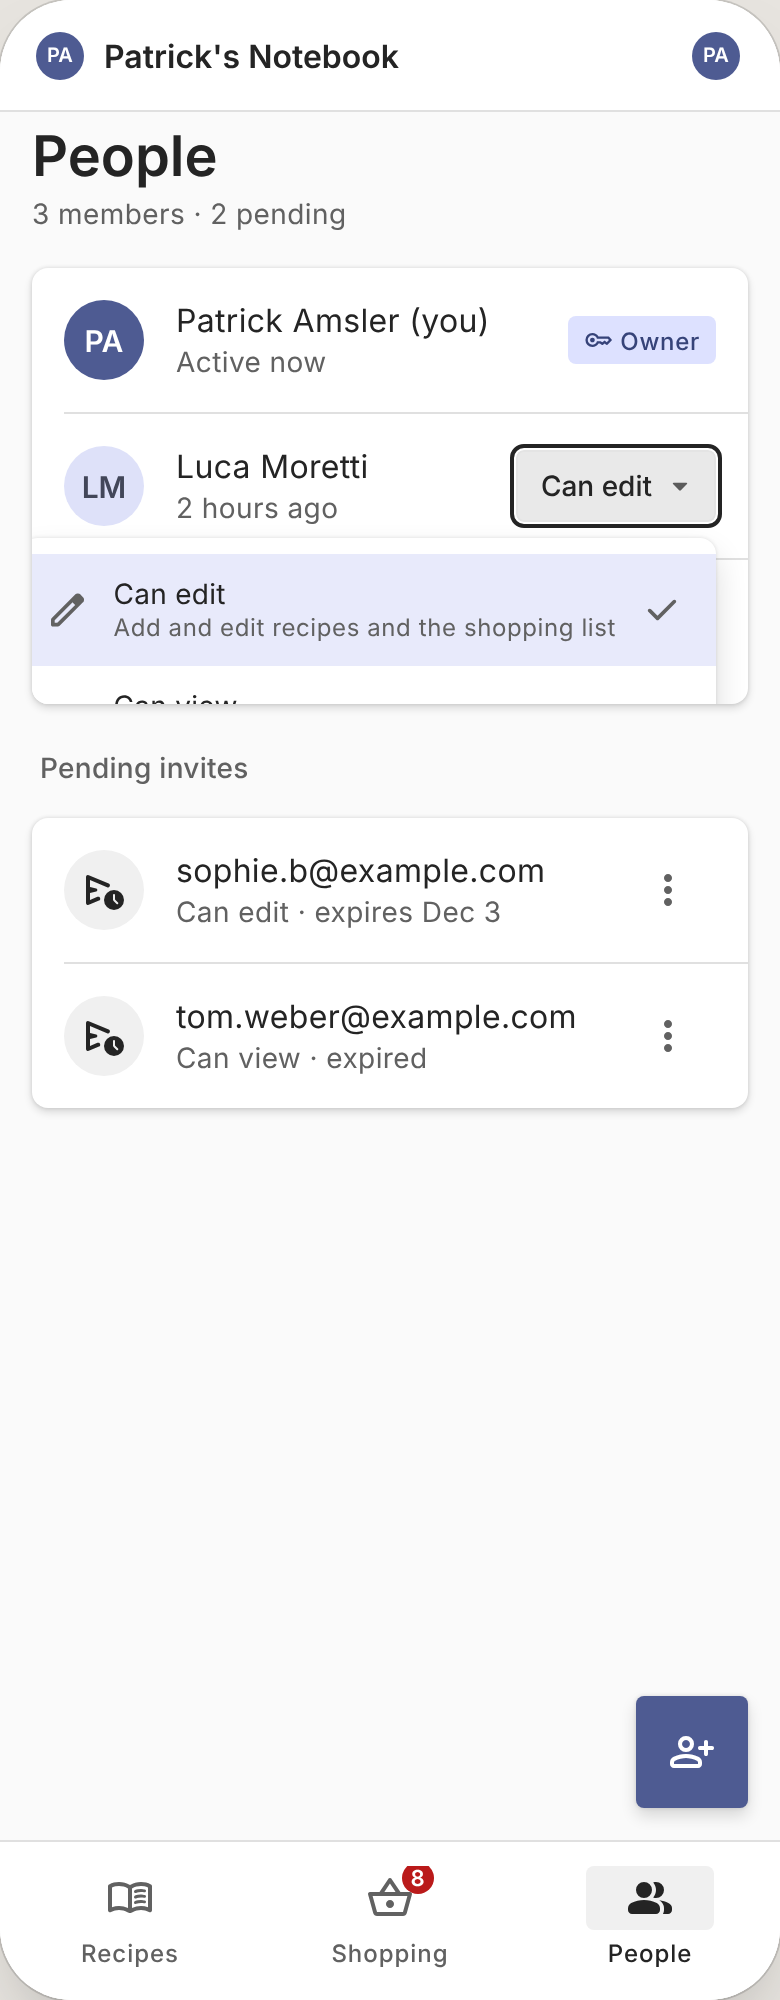 PA Patrick's Notebook PA
People
3 members · 2 pending
PA Patrick Amsler (you)
Active now
Owner
LM Luca Moretti
2 hours ago
Can edit
Can edit
Add and edit recipes and the shopping list
Can view
Pending invites
sophie.b@example.com
Can edit · expires Dec 3
tom.weber@example.com
Can view · expired
8
Recipes Shopping People